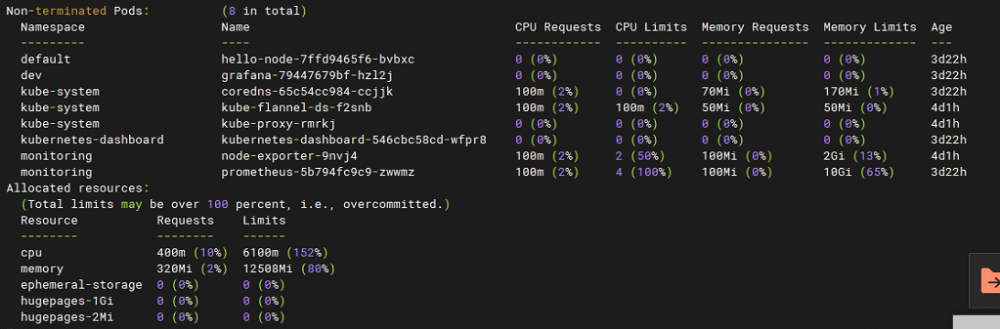 Non-terminated Pods:          (8 in total)
  Namespace                   Name                                     CPU Requests  CPU Limits  Memory Requests  Memory Limits  Age
  ---------                   ----                                     ------------  ----------  ---------------  -------------  ---
  default                     hello-node-7ffd9465f6-bvbxc              0 (0%)        0 (0%)      0 (0%)           0 (0%)         3d22h
  dev                         grafana-79447679bf-hzl2j                 0 (0%)        0 (0%)      0 (0%)           0 (0%)         3d22h
  kube-system                 coredns-65c54cc984-ccjjk                 100m (2%)     0 (0%)      70Mi (0%)        170Mi (1%)     3d22h
  kube-system                 kube-flannel-ds-f2snb                    100m (2%)     100m (2%)   50Mi (0%)        50Mi (0%)      4d1h
  kube-system                 kube-proxy-rmrkj                         0 (0%)        0 (0%)      0 (0%)           0 (0%)         4d1h
  kubernetes-dashboard        kubernetes-dashboard-546cbc58cd-wfpr8    0 (0%)        0 (0%)      0 (0%)           0 (0%)         3d22h
  monitoring                  node-exporter-9nvj4                      100m (2%)     2 (50%)     100Mi (0%)       2Gi (13%)      4d1h
  monitoring                  prometheus-5b794fc9c9-zwwmz              100m (2%)     4 (100%)    100Mi (0%)       10Gi (65%)     3d22h
Allocated resources:
  (Total limits may be over 100 percent, i.e., overcommitted.)
  Resource           Requests    Limits
  --------           --------    ------
  cpu                400m (10%)  6100m (152%)
  memory             320Mi (2%)  12508Mi (80%)
  ephemeral-storage  0 (0%)      0 (0%)
  hugepages-1Gi      0 (0%)      0 (0%)
  hugepages-2Mi      0 (0%)      0 (0%)